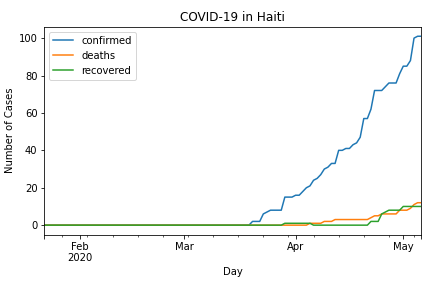 COVID-19 in Haiti
confirmed
deaths
recovered
Number of Cases
100
80
60
40
20
0
Feb
2020
Mar
Apr
May
Day